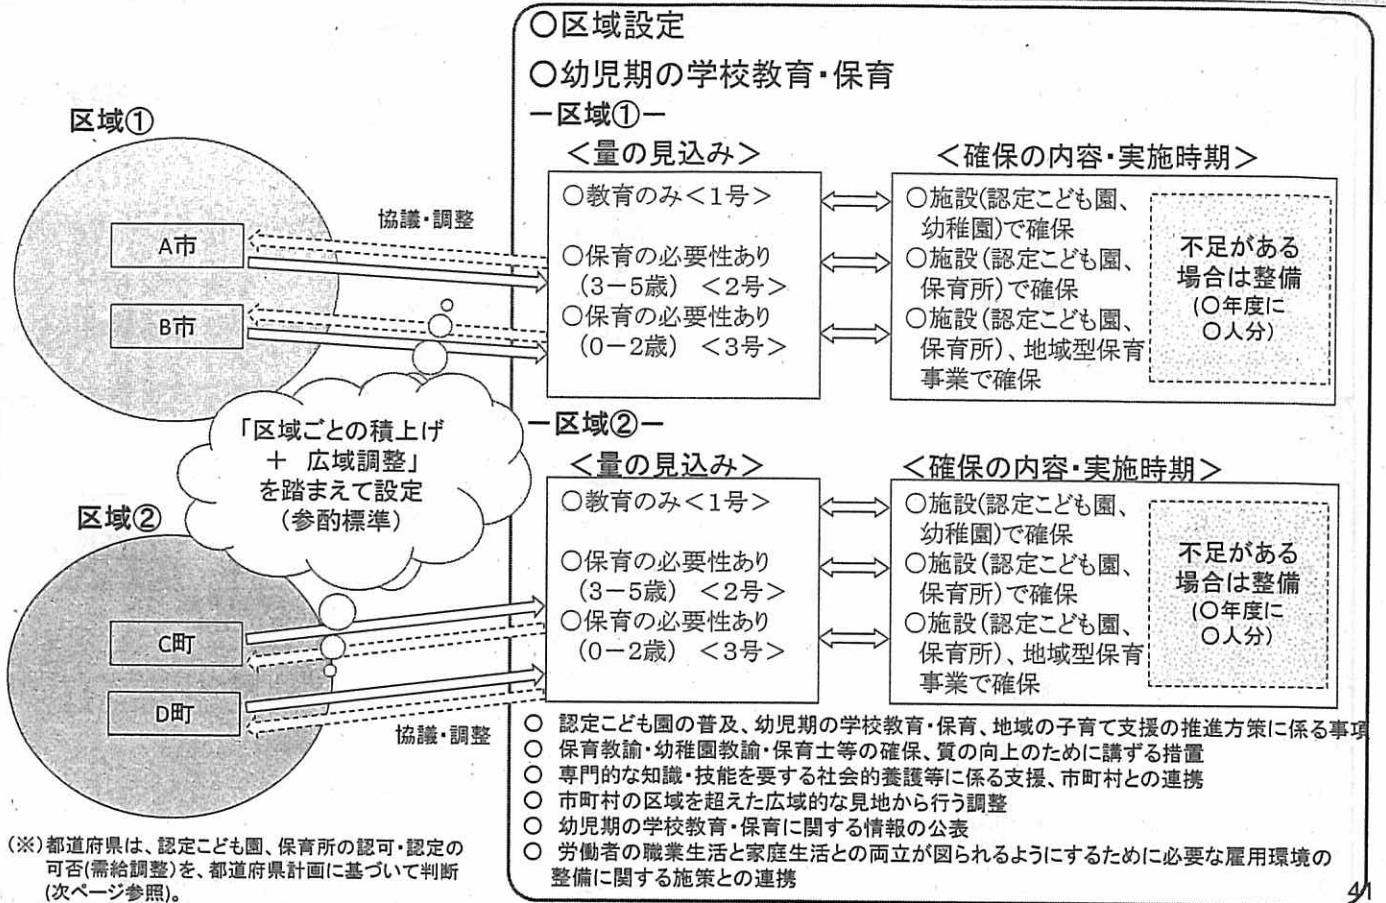 ○区域設定
○幼児期の学校教育・保育
区域①
A市
B市
協議・調整
「区域ごとの積上げ
＋ 広域調整」
を踏まえて設定
（参酌標準）
区域②
C町
D町
協議・調整
－区域①－
＜量の見込み＞
○教育のみ＜1号＞
○保育の必要性あり
（3－5歳） ＜2号＞
○保育の必要性あり
（0－2歳） ＜3号＞
＜確保の内容・実施時期＞
○施設（認定こども園、
幼稚園）で確保
○施設（認定こども園、
保育所）で確保
○施設（認定こども園、
保育所）、地域型保育
事業で確保
不足がある
場合は整備
（○年度に
○人分）
－区域②－
＜量の見込み＞
○教育のみ＜1号＞
○保育の必要性あり
（3－5歳） ＜2号＞
○保育の必要性あり
（0－2歳） ＜3号＞
＜確保の内容・実施時期＞
○施設（認定こども園、
幼稚園）で確保
○施設（認定こども園、
保育所）で確保
○施設（認定こども園、
保育所）、地域型保育
事業で確保
不足がある
場合は整備
（○年度に
○人分）
○ 認定こども園の普及、幼児期の学校教育・保育、地域の子育て支援の推進方策に係る事項
○ 保育教諭・幼稚園教諭・保育士等の確保、質の向上のために講ずる措置
○ 専門的な知識・技能を要する社会的養護等に係る支援、市町村との連携
○ 市町村の区域を超えた広域的な見地から行う調整
○ 幼児期の学校教育・保育に関する情報の公表
○ 労働者の職業生活と家庭生活との両立が図られるようにするために必要な雇用環境の
整備に関する施策との連携
（※）都道府県は、認定こども園、保育所の認可・認定の
可否（需給調整）を、都道府県計画に基づいて判断
（次ページ参照）。
41